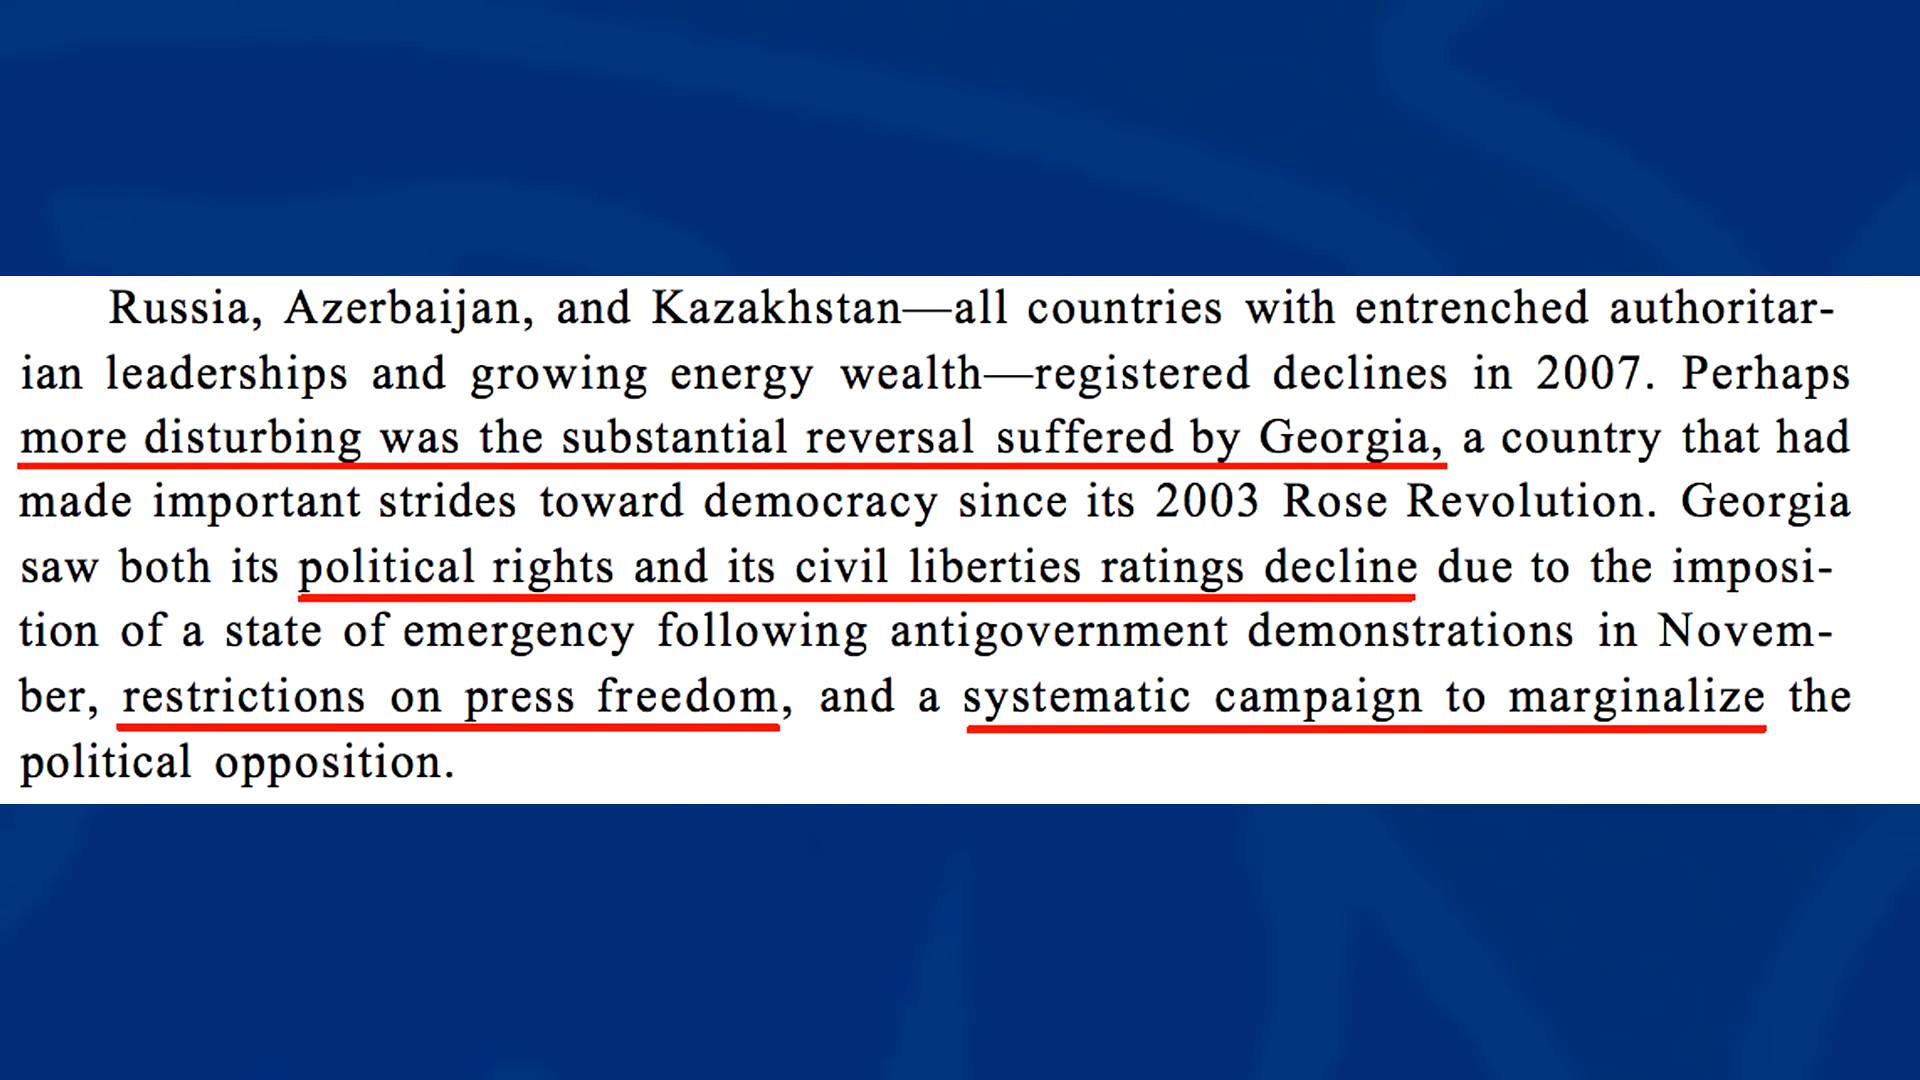 Russia, Azerbaijan, and Kazakhstan—all countries with entrenched authoritar-
ian leaderships and growing energy wealth—registered declines in 2007. Perhaps
more disturbing was the substantial reversal suffered by Georgia, a country that had
made important strides toward democracy since its 2003 Rose Revolution. Georgia
saw both its political rights and its civil liberties ratings decline due to the imposi-
tion of a state of emergency following antigovernment demonstrations in Novem-
ber, restrictions on press freedom, and a systematic campaign to marginalize the
political opposition.